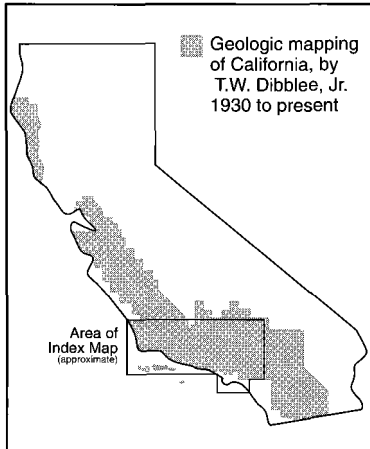 Geologic mapping
of California, by
T.W. Dibblee, Jr.
1930 to present
Area of
Index Map
(approximate)